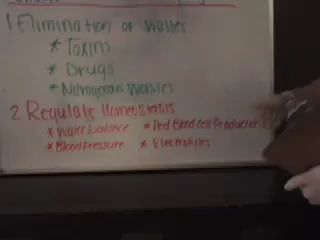 1 Elimination of Wastes
* Toxins
* Drugs
* Nitrogenous Wastes
2 Regulate Homeostasis
* Water balance * Red Blood Cell Production
* Blood Pressure * Electrolytes